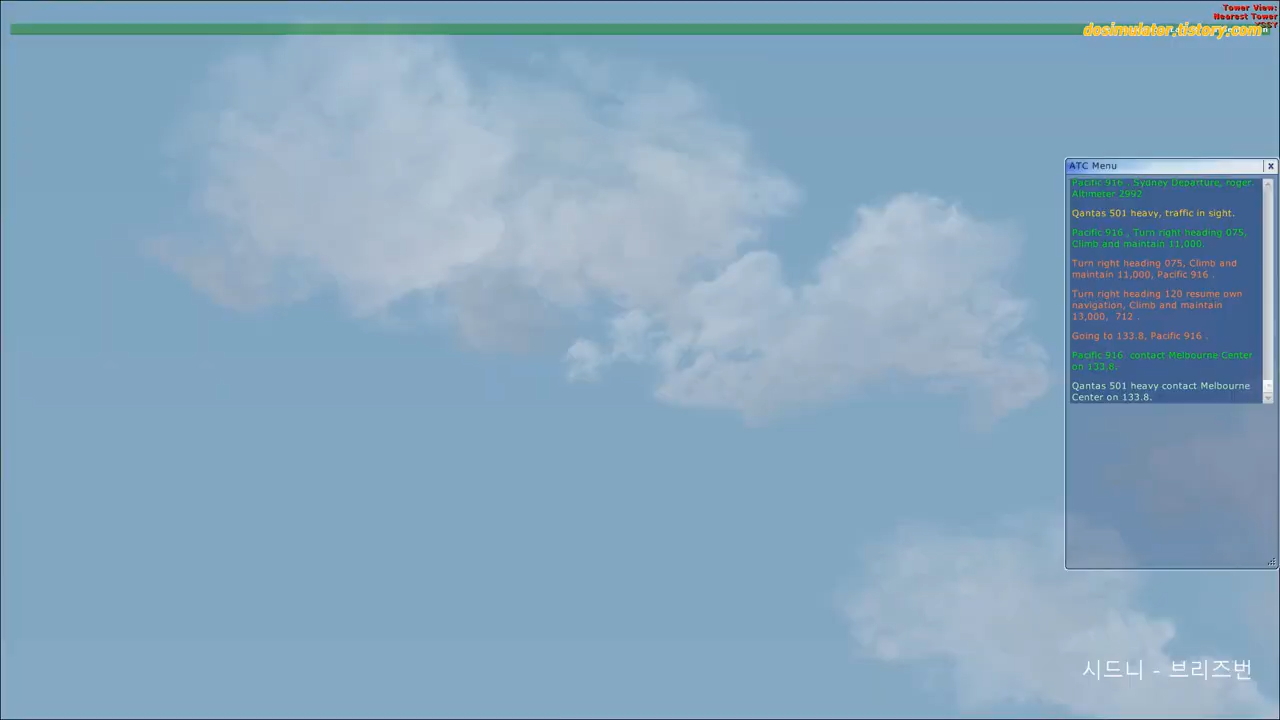 Tower View:
Nearest Tower
YSSY
dosimulator.tistory.com
ATC Menu
Pacific 916 , Sydney Departure, roger.
Altimeter 2992
Qantas 501 heavy, traffic in sight.
Pacific 916 , Turn right heading 075,
Climb and maintain 11,000.
Turn right heading 075, Climb and
maintain 11,000, Pacific 916 .
Turn right heading 120 resume own
navigation, Climb and maintain
13,000, 712 .
Going to 133.8, Pacific 916 .
Pacific 916 contact Melbourne Center
on 133.8.
Qantas 501 heavy contact Melbourne
Center on 133.8.
시드니 - 브리즈번